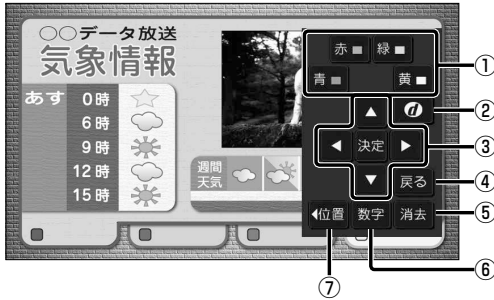 ○○データ放送
気象情報
あす 0時
6時
9時
12時
15時
週間
天気
赤 緑
青 黄
d
決定
戻る
位置 数字 消去
①
②
③
④
⑤
⑥
⑦